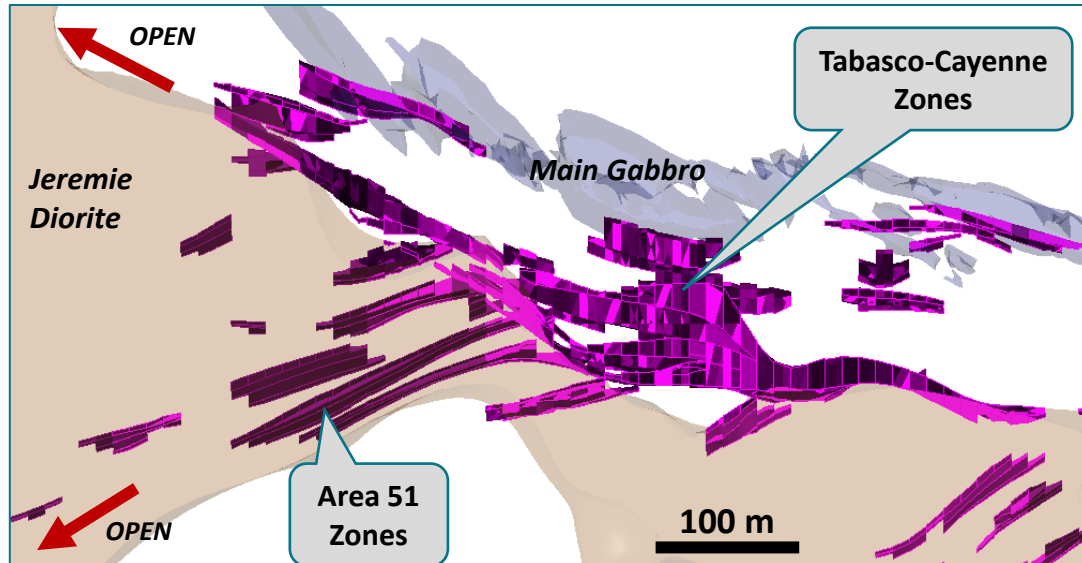 OPEN
Tabasco-Cayenne
Zones
Main Gabbro
Jeremie
Diorite
Area 51
Zones
100 m
OPEN